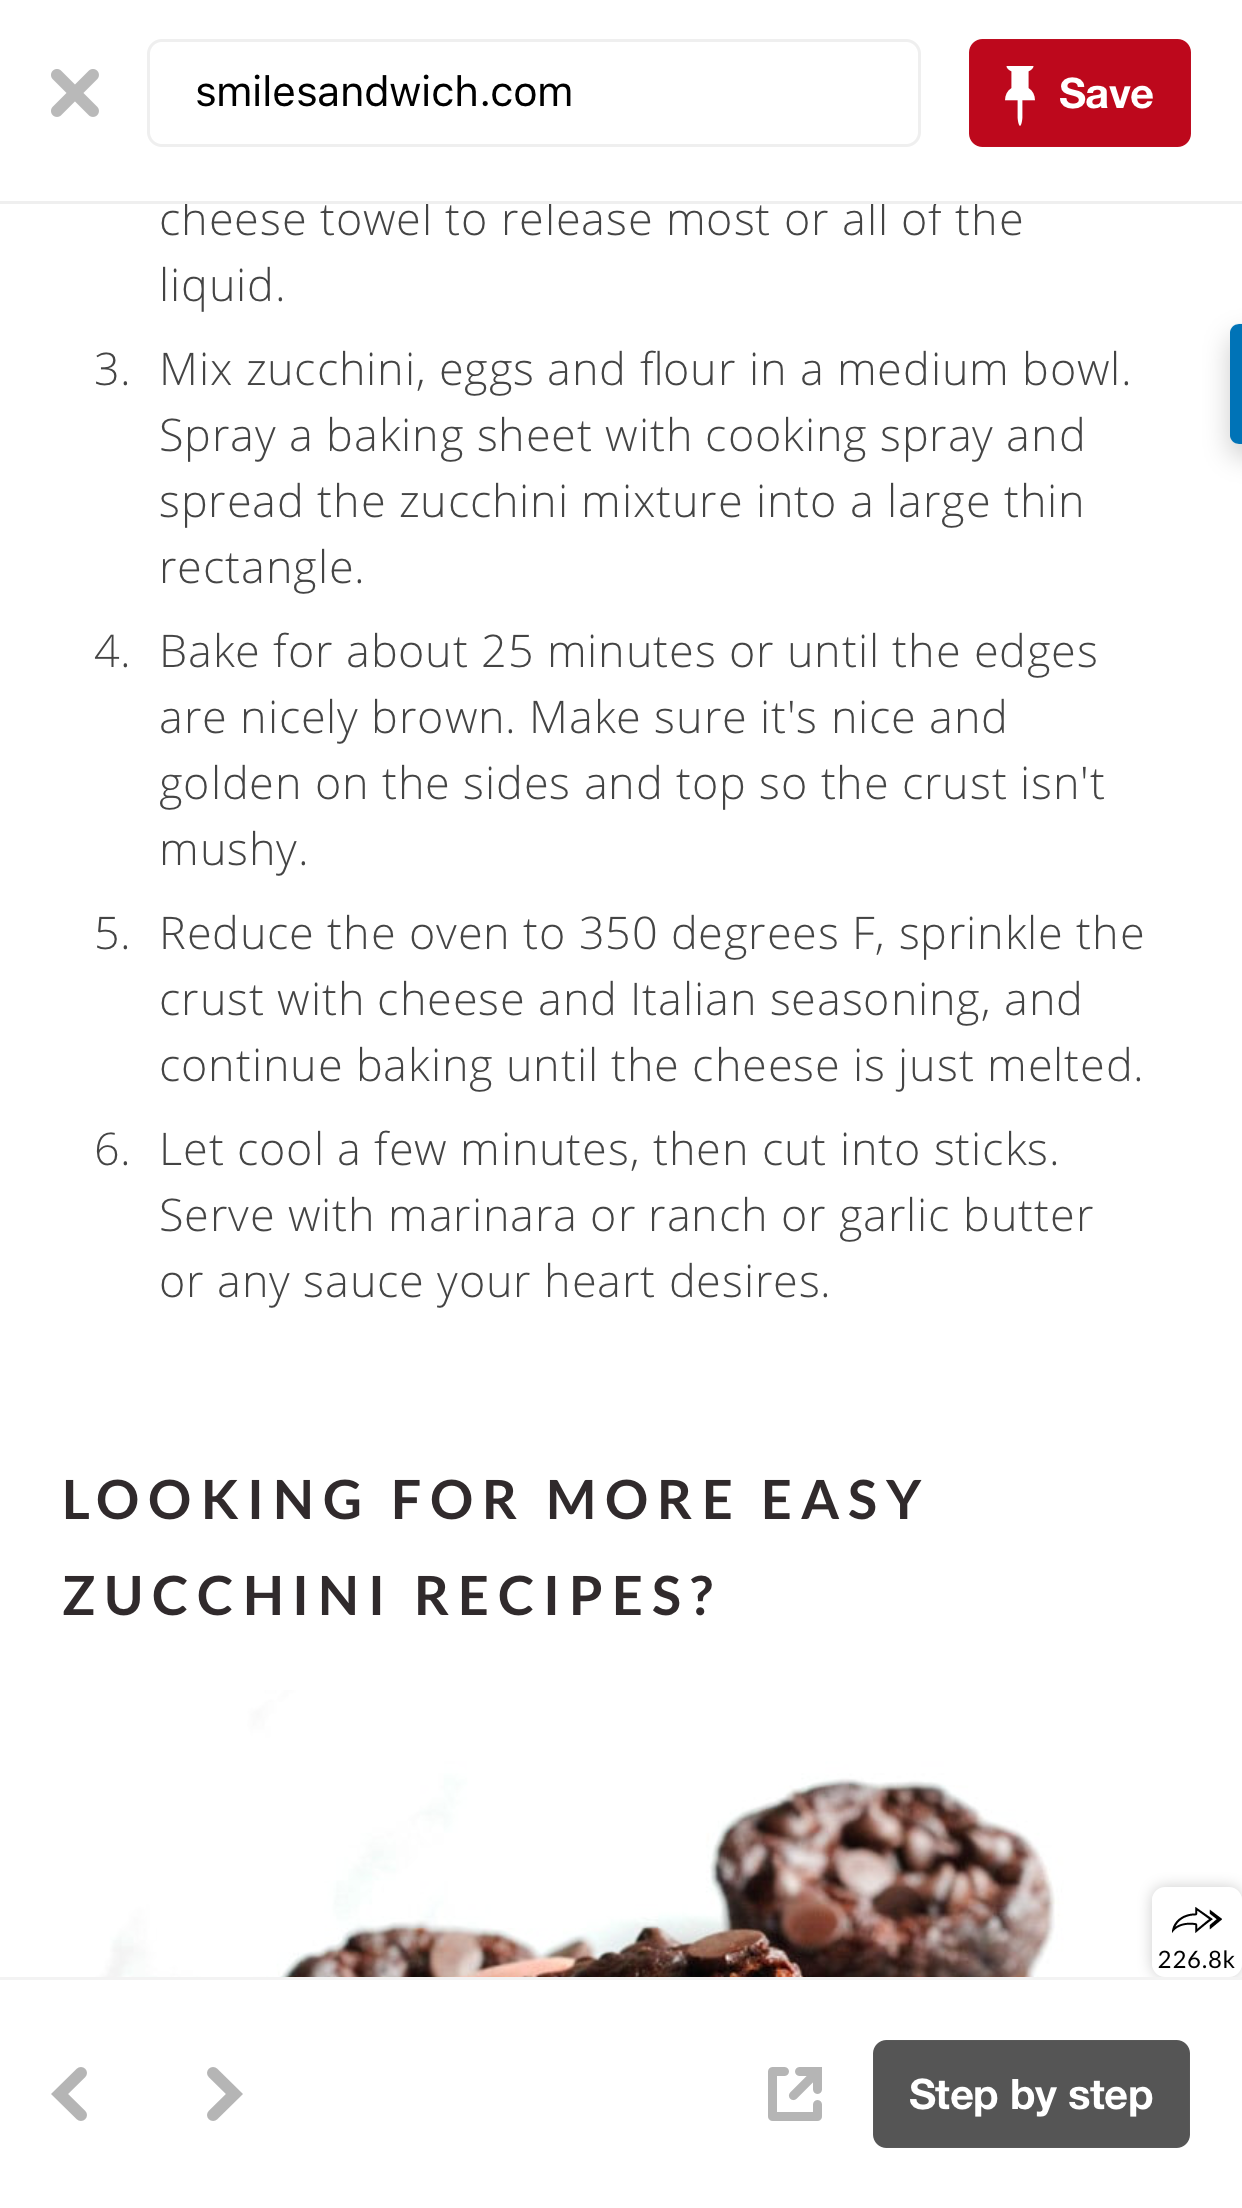 smilesandwich.com
Save
cheese towel to release most or all of the
liquid.
3. Mix zucchini, eggs and flour in a medium bowl.
Spray a baking sheet with cooking spray and
spread the zucchini mixture into a large thin
rectangle.
4. Bake for about 25 minutes or until the edges
are nicely brown. Make sure it's nice and
golden on the sides and top so the crust isn't
mushy.
5. Reduce the oven to 350 degrees F, sprinkle the
crust with cheese and Italian seasoning, and
continue baking until the cheese is just melted.
6. Let cool a few minutes, then cut into sticks.
Serve with marinara or ranch or garlic butter
or any sauce your heart desires.
LOOKING FOR MORE EASY
ZUCCHINI RECIPES?
226.8k
Step by step